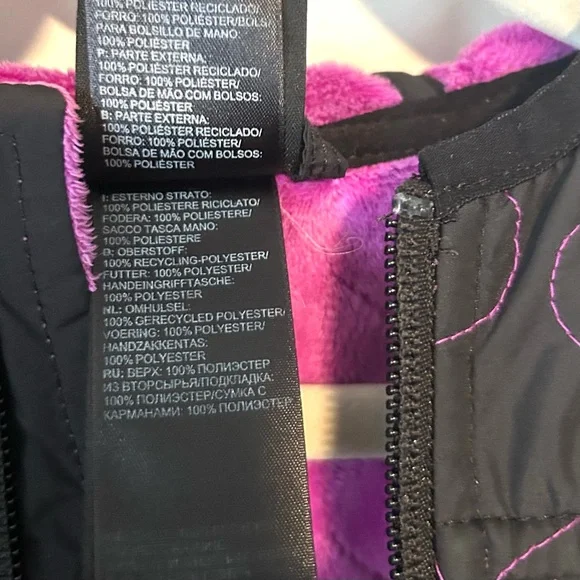 100% POLIÉSTER RECICLADO/
FORRO: 100% POLIÉSTER/BOLSA
PARA BOLSILLO DE MANO:
100% POLIÉSTER
P: PARTE EXTERNA:
100% POLIÉSTER RECICLADO/
FORRO: 100% POLIÉSTER/
BOLSA DE MÃO COM BOLSOS:
100% POLIÉSTER
B: PARTE EXTERNA:
100% POLIÉSTER RECICLADO/
FORRO: 100% POLIÉSTER/
BOLSA DE MÃO COM BOLSOS:
100% POLIÉSTER
I: ESTERNO STRATO:
100% POLIESTERE RICICLATO/
FODERA: 100% POLIESTERE/
SACCO TASCA MANO:
100% POLIESTERE
D: OBERSTOFF:
100% RECYCLING-POLYESTER/
FUTTER: 100% POLYESTER/
HANDEINGRIFFTASCHE:
100% POLYESTER
NL: OMHULSEL:
100% GERECYCLED POLYESTER/
VOERING: 100% POLYESTER/
HANDZAKKENTAS:
100% POLYESTER
RU: ВЕРХ: 100% ПОЛИЭСТЕР
ИЗ ВТОРСЫРЬЯ/ПОДКЛАДКА:
100% ПОЛИЭСТЕР/СУМКА С
КАРМАНАМИ: 100% ПОЛИЭСТЕР